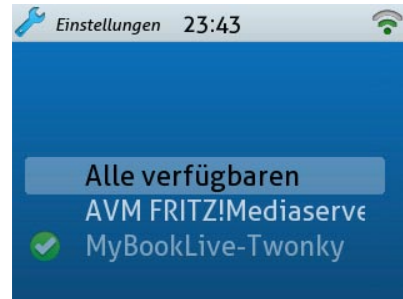 Einstellungen 23:43
Alle verfügbaren
AVM FRITZ!Mediaserve
MyBookLive-Twonky